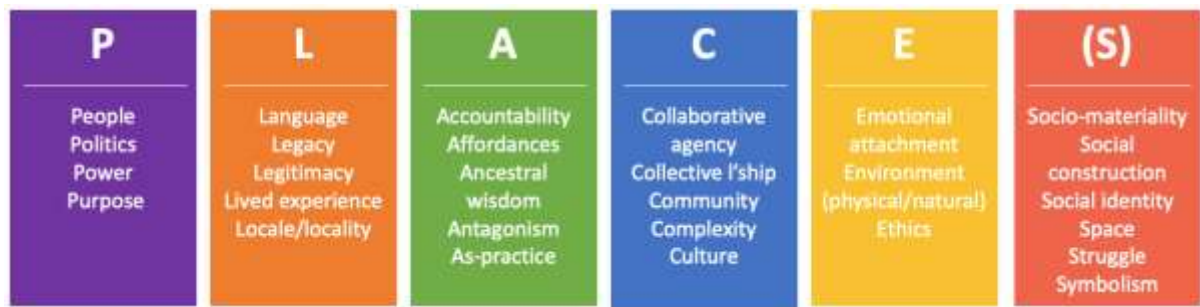 P
People
Politics
Power
Purpose
L
Language
Legacy
Legitimacy
Lived experience
Locale/locality
A
Accountability
Affordances
Ancestral
wisdom
Antagonism
As-practice
C
Collaborative
agency
Collective l'ship
Community
Complexity
Culture
E
Emotional
attachment
Environment
(physical/natural)
Ethics
(S)
Socio-materiality
Social
construction
Social identity
Space
Struggle
Symbolism